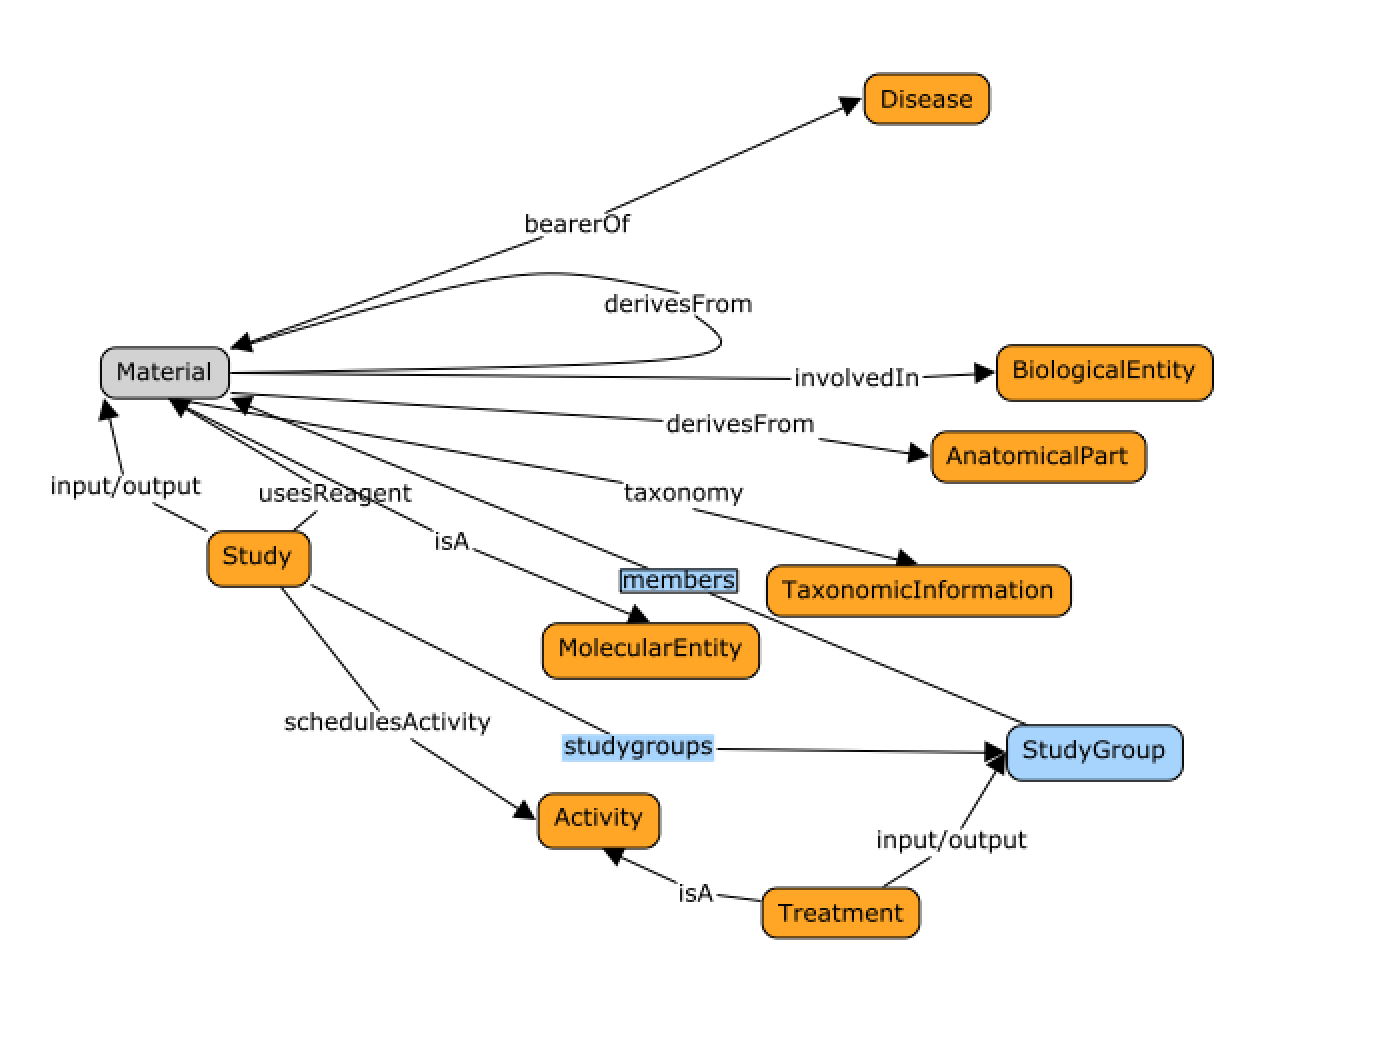 Disease
bearerOf
derivesFrom
Material
involvedIn
BiologicalEntity
derivesFrom
AnatomicalPart
input/output
usesReagent
taxonomy
isA
Study
members
TaxonomicInformation
MolecularEntity
schedulesActivity
studygroups
StudyGroup
Activity
input/output
isA
Treatment